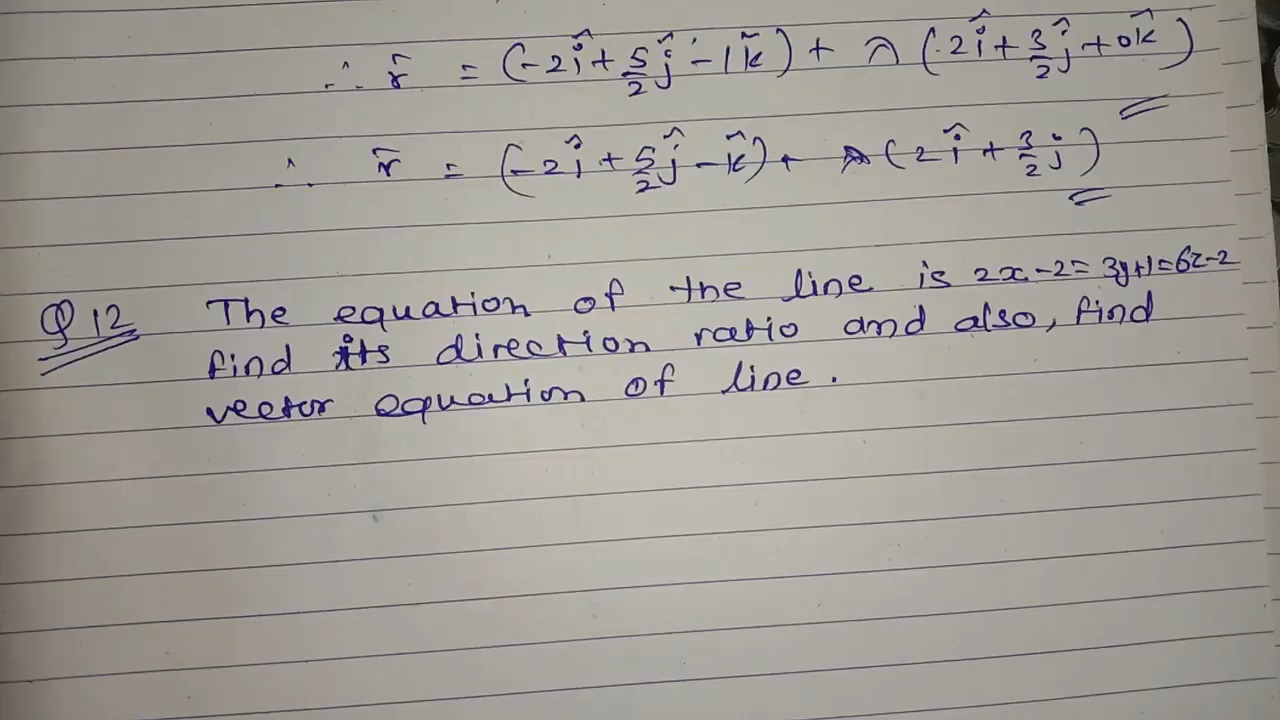 ∴ r̄ = (-2î + 5/2 ĵ - 1k̂) + λ(2î + 3/2 ĵ + 0k̂)
∴ r̄ = (-2î + 5/2 ĵ - k̂) + λ(2î + 3/2 ĵ)
Q 12 The equation of the line is 2x-2=3y+1=6z-2
find its direction ratio and also, find
vector equation of line.